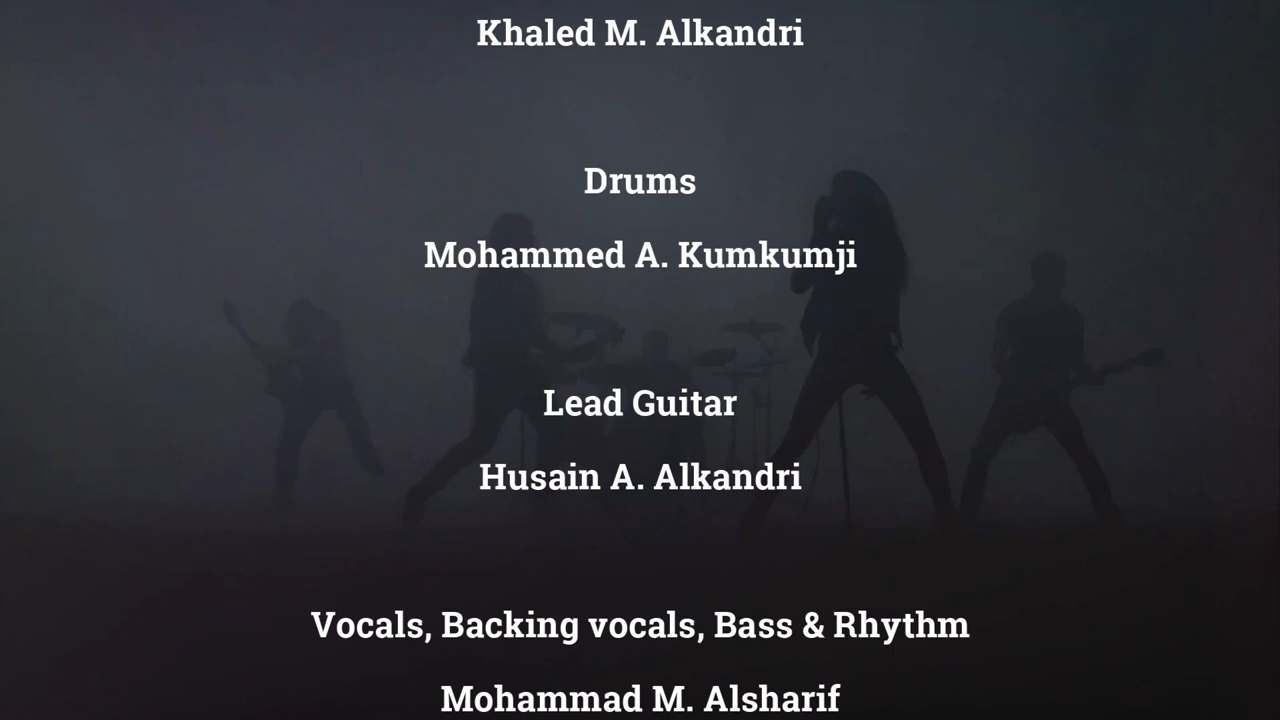 Khaled M. Alkandri
Drums
Mohammed A. Kumkumji
Lead Guitar
Husain A. Alkandri
Vocals, Backing vocals, Bass & Rhythm
Mohammad M. Alsharif